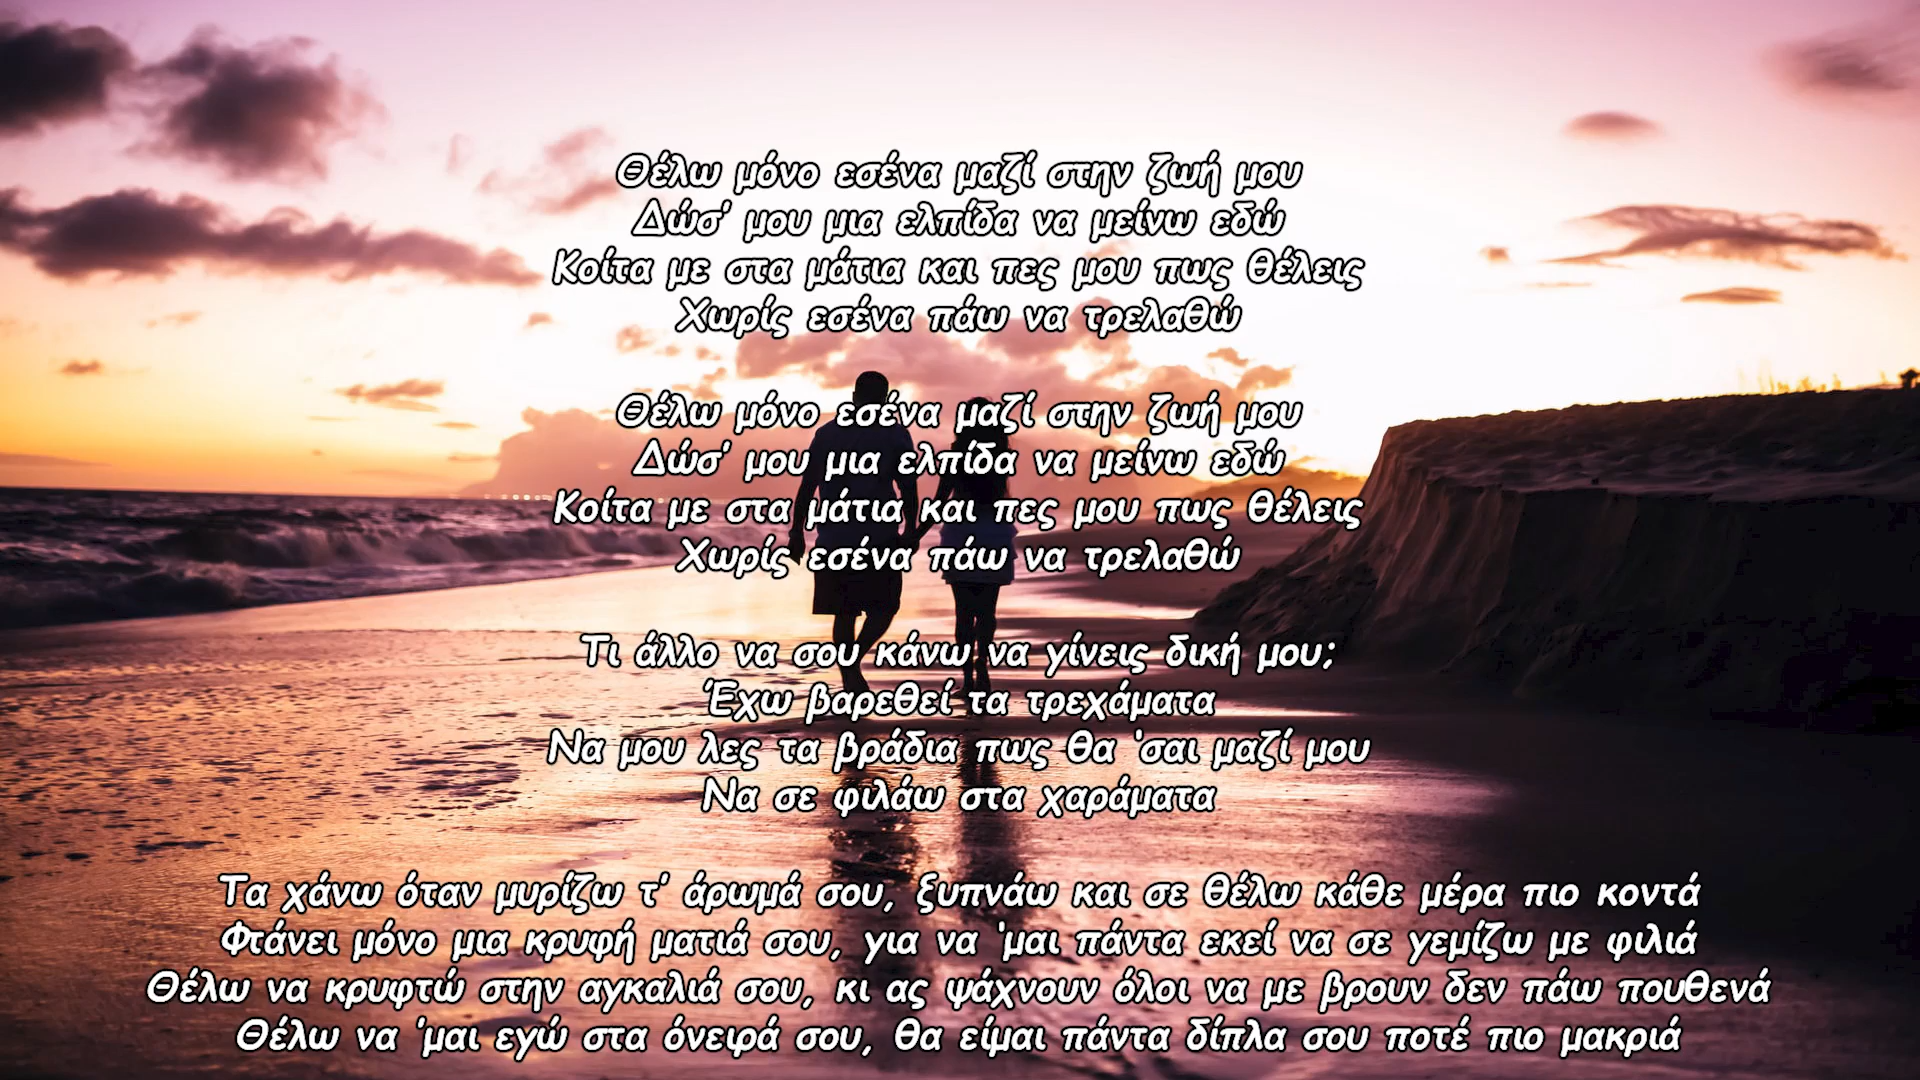 Θέλω μόνο εσένα μαζί στην ζωή μου
Δώσ' μου μια ελπίδα να μείνω εδώ
Κοίτα με στα μάτια και πες μου πως θέλεις
Χωρίς εσένα πάω να τρελαθώ
Θέλω μόνο εσένα μαζί στην ζωή μου
Δώσ' μου μια ελπίδα να μείνω εδώ
Κοίτα με στα μάτια και πες μου πως θέλεις
Χωρίς εσένα πάω να τρελαθώ
Τι άλλο να σου κάνω να γίνεις δική μου;
Έχω βαρεθεί τα τρεχάματα
Να μου λες τα βράδια πως θα 'σαι μαζί μου
Να σε φιλάω στα χαράματα
Τα χάνω όταν μυρίζω τ' άρωμά σου, ξυπνάω και σε θέλω κάθε μέρα πιο κοντά
Φτάνει μόνο μια κρυφή ματιά σου, για να 'μαι πάντα εκεί να σε γεμίζω με φιλιά
Θέλω να κρυφτώ στην αγκαλιά σου, κι ας ψάχνουν όλοι να με βρουν δεν πάω πουθενά
Θέλω να 'μαι εγώ στα όνειρά σου, θα είμαι πάντα δίπλα σου ποτέ πιο μακριά